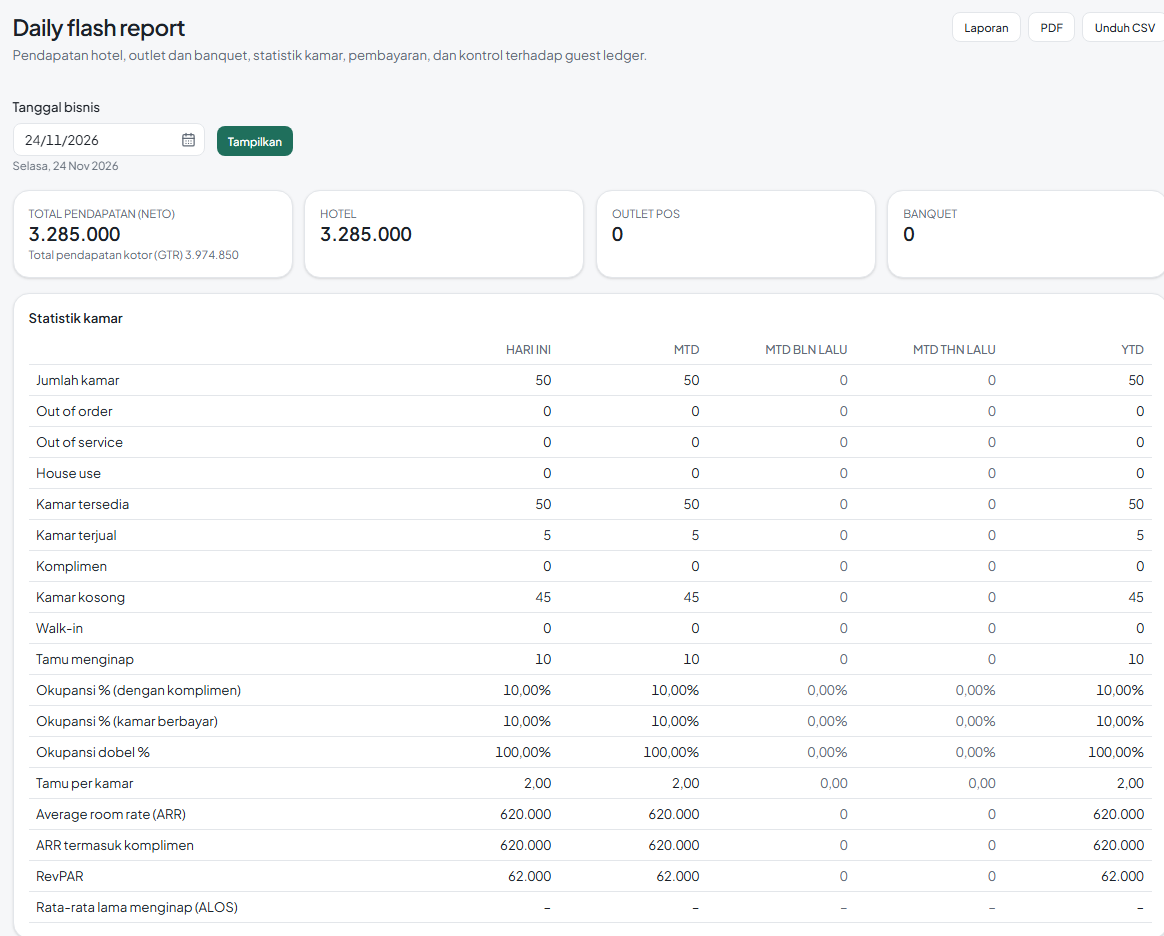 Daily flash report
Laporan PDF Unduh CSV
Pendapatan hotel, outlet dan banquet, statistik kamar, pembayaran, dan kontrol terhadap guest ledger.
Tanggal bisnis
24/11/2026 Tampilkan
Selasa, 24 Nov 2026
TOTAL PENDAPATAN (NETO) HOTEL OUTLET POS BANQUET
3.285.000 3.285.000 0 0
Total pendapatan kotor (GTR) 3.974.850
Statistik kamar
HARI INI MTD MTD BLN LALU MTD THN LALU YTD
Jumlah kamar 50 50 0 0 50
Out of order 0 0 0 0 0
Out of service 0 0 0 0 0
House use 0 0 0 0 0
Kamar tersedia 50 50 0 0 50
Kamar terjual 5 5 0 0 5
Komplimen 0 0 0 0 0
Kamar kosong 45 45 0 0 45
Walk-in 0 0 0 0 0
Tamu menginap 10 10 0 0 10
Okupansi % (dengan komplimen) 10,00% 10,00% 0,00% 0,00% 10,00%
Okupansi % (kamar berbayar) 10,00% 10,00% 0,00% 0,00% 10,00%
Okupansi dobel % 100,00% 100,00% 0,00% 0,00% 100,00%
Tamu per kamar 2,00 2,00 0,00 0,00 2,00
Average room rate (ARR) 620.000 620.000 0 0 620.000
ARR termasuk komplimen 620.000 620.000 0 0 620.000
RevPAR 62.000 62.000 0 0 62.000
Rata-rata lama menginap (ALOS) – – – – –